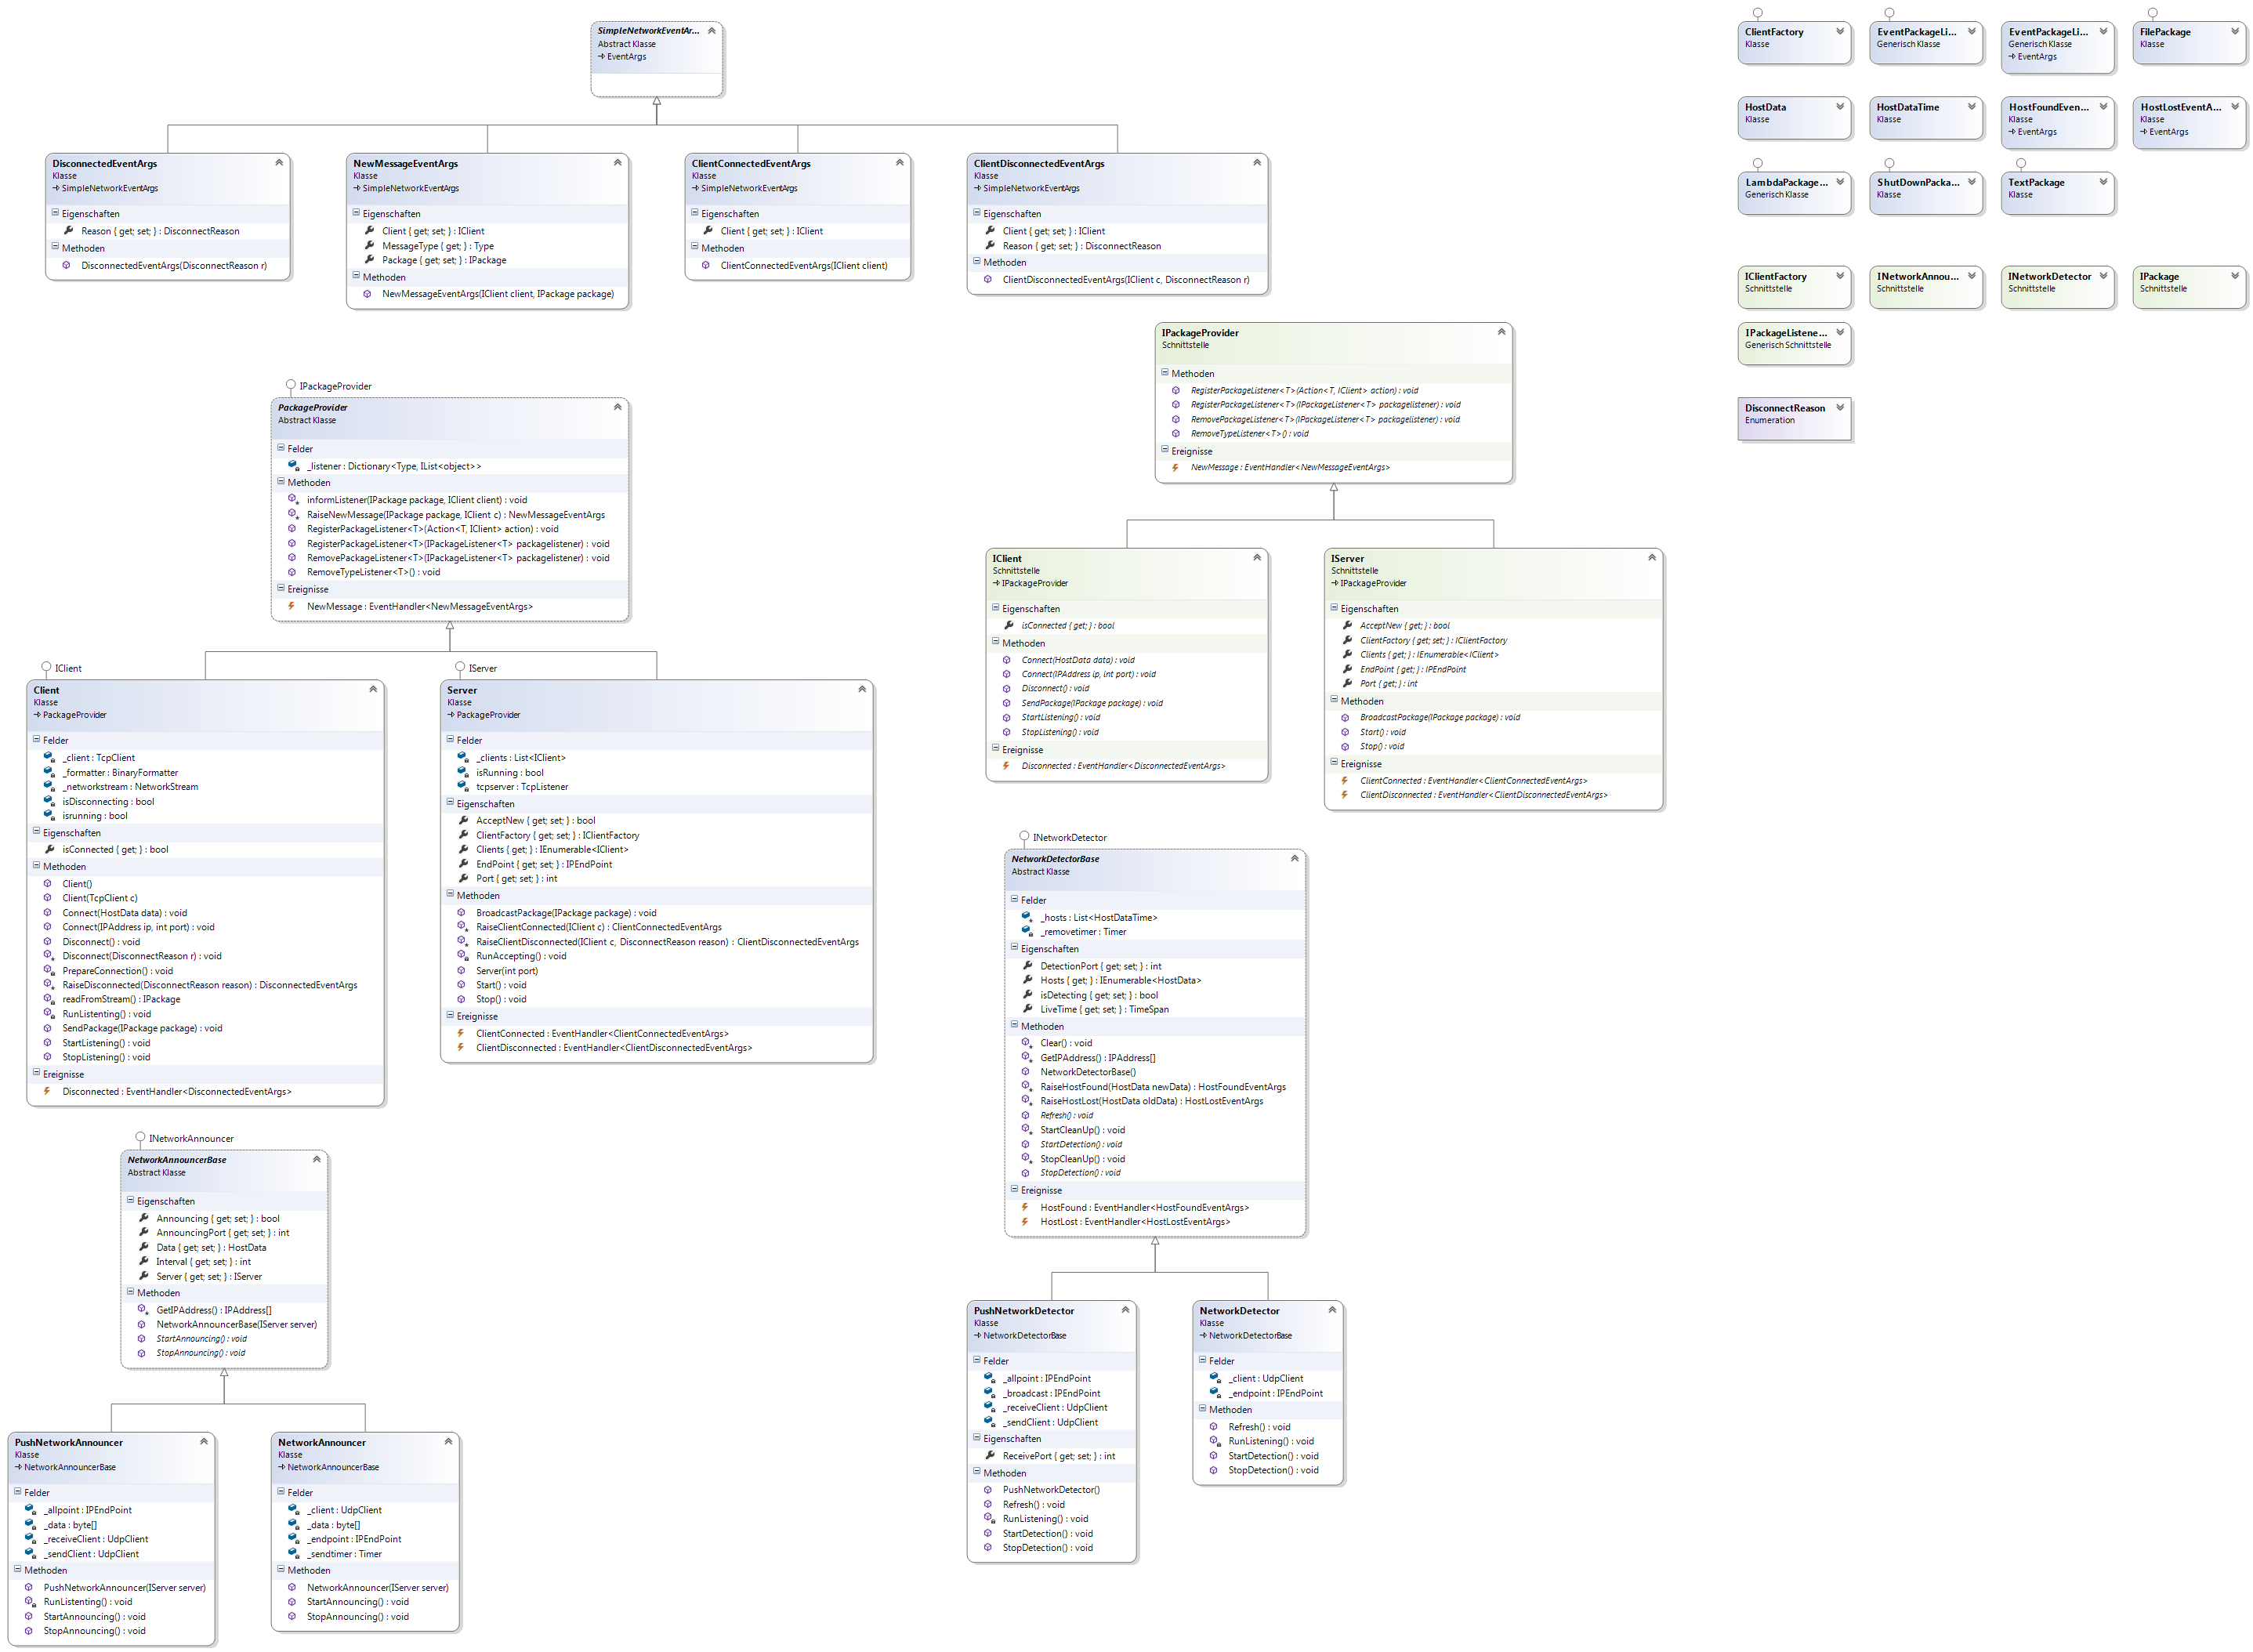 SimpleNetworkEventAr...
Abstract Klasse
EventArgs
DisconnectedEventArgs
Klasse
SimpleNetworkEventArgs
Eigenschaften
Reason { get; set; } : DisconnectReason
Methoden
DisconnectedEventArgs(DisconnectReason r)
NewMessageEventArgs
Klasse
SimpleNetworkEventArgs
Eigenschaften
Client { get; set; } : IClient
MessageType { get; } : Type
Package { get; set; } : IPackage
Methoden
NewMessageEventArgs(IClient client, IPackage package)
ClientConnectedEventArgs
Klasse
SimpleNetworkEventArgs
Eigenschaften
Client { get; set; } : IClient
Methoden
ClientConnectedEventArgs(IClient client)
ClientDisconnectedEventArgs
Klasse
SimpleNetworkEventArgs
Eigenschaften
Client { get; set; } : IClient
Reason { get; set; } : DisconnectReason
Methoden
ClientDisconnectedEventArgs(IClient c, DisconnectReason r)
ClientFactory
Klasse
EventPackageLi...
Generisch Klasse
EventPackageLi...
Generisch Klasse
EventArgs
FilePackage
Klasse
HostData
Klasse
HostDataTime
Klasse
HostFoundEven...
Klasse
EventArgs
HostLostEventA...
Klasse
EventArgs
LambdaPackage...
Generisch Klasse
ShutDownPacka...
Klasse
TextPackage
Klasse
IClientFactory
Schnittstelle
INetworkAnnou...
Schnittstelle
INetworkDetector
Schnittstelle
IPackage
Schnittstelle
IPackageListene...
Generisch Schnittstelle
DisconnectReason
Enumeration
IPackageProvider
Schnittstelle
Methoden
RegisterPackageListener<T>(Action<T, IClient> action) : void
RegisterPackageListener<T>(IPackageListener<T> packagelistener) : void
RemovePackageListener<T>(IPackageListener<T> packagelistener) : void
RemoveTypeListener<T>() : void
Ereignisse
NewMessage : EventHandler<NewMessageEventArgs>
IPackageProvider
PackageProvider
Abstract Klasse
Felder
_listener : Dictionary<Type, IList<object>>
Methoden
informListener(IPackage package, IClient client) : void
RaiseNewMessage(IPackage package, IClient c) : NewMessageEventArgs
RegisterPackageListener<T>(Action<T, IClient> action) : void
RegisterPackageListener<T>(IPackageListener<T> packagelistener) : void
RemovePackageListener<T>(IPackageListener<T> packagelistener) : void
RemoveTypeListener<T>() : void
Ereignisse
NewMessage : EventHandler<NewMessageEventArgs>
IClient
Schnittstelle
IPackageProvider
Eigenschaften
isConnected { get; } : bool
Methoden
Connect(HostData data) : void
Connect(IPAddress ip, int port) : void
Disconnect() : void
SendPackage(IPackage package) : void
StartListening() : void
StopListening() : void
Ereignisse
Disconnected : EventHandler<DisconnectedEventArgs>
IServer
Schnittstelle
IPackageProvider
Eigenschaften
AcceptNew { get; } : bool
ClientFactory { get; set; } : IClientFactory
Clients { get; } : IEnumerable<IClient>
EndPoint { get; } : IPEndPoint
Port { get; } : int
Methoden
BroadcastPackage(IPackage package) : void
Start() : void
Stop() : void
Ereignisse
ClientConnected : EventHandler<ClientConnectedEventArgs>
ClientDisconnected : EventHandler<ClientDisconnectedEventArgs>
IClient
Client
Klasse
PackageProvider
Felder
_client : TcpClient
_formatter : BinaryFormatter
_networkstream : NetworkStream
isDisconnecting : bool
isrunning : bool
Eigenschaften
isConnected { get; } : bool
Methoden
Client()
Client(TcpClient c)
Connect(HostData data) : void
Connect(IPAddress ip, int port) : void
Disconnect() : void
Disconnect(DisconnectReason r) : void
PrepareConnection() : void
RaiseDisconnected(DisconnectReason reason) : DisconnectedEventArgs
readFromStream() : IPackage
RunListenting() : void
SendPackage(IPackage package) : void
StartListening() : void
StopListening() : void
Ereignisse
Disconnected : EventHandler<DisconnectedEventArgs>
IServer
Server
Klasse
PackageProvider
Felder
_clients : List<IClient>
isRunning : bool
tcpserver : TcpListener
Eigenschaften
AcceptNew { get; set; } : bool
ClientFactory { get; set; } : IClientFactory
Clients { get; } : IEnumerable<IClient>
EndPoint { get; set; } : IPEndPoint
Port { get; set; } : int
Methoden
BroadcastPackage(IPackage package) : void
RaiseClientConnected(IClient c) : ClientConnectedEventArgs
RaiseClientDisconnected(IClient c, DisconnectReason reason) : ClientDisconnectedEventArgs
RunAccepting() : void
Server(int port)
Start() : void
Stop() : void
Ereignisse
ClientConnected : EventHandler<ClientConnectedEventArgs>
ClientDisconnected : EventHandler<ClientDisconnectedEventArgs>
INetworkDetector
NetworkDetectorBase
Abstract Klasse
Felder
_hosts : List<HostDataTime>
_removetimer : Timer
Eigenschaften
DetectionPort { get; set; } : int
Hosts { get; } : IEnumerable<HostData>
isDetecting { get; set; } : bool
LiveTime { get; set; } : TimeSpan
Methoden
Clear() : void
GetIPAddress() : IPAddress[]
NetworkDetectorBase()
RaiseHostFound(HostData newData) : HostFoundEventArgs
RaiseHostLost(HostData oldData) : HostLostEventArgs
Refresh() : void
StartCleanUp() : void
StartDetection() : void
StopCleanUp() : void
StopDetection() : void
Ereignisse
HostFound : EventHandler<HostFoundEventArgs>
HostLost : EventHandler<HostLostEventArgs>
INetworkAnnouncer
NetworkAnnouncerBase
Abstract Klasse
Eigenschaften
Announcing { get; set; } : bool
AnnouncingPort { get; set; } : int
Data { get; set; } : HostData
Interval { get; set; } : int
Server { get; set; } : IServer
Methoden
GetIPAddress() : IPAddress[]
NetworkAnnouncerBase(IServer server)
StartAnnouncing() : void
StopAnnouncing() : void
PushNetworkDetector
Klasse
NetworkDetectorBase
Felder
_allpoint : IPEndPoint
_broadcast : IPEndPoint
_receiveClient : UdpClient
_sendClient : UdpClient
Eigenschaften
ReceivePort { get; set; } : int
Methoden
PushNetworkDetector()
Refresh() : void
RunListening() : void
StartDetection() : void
StopDetection() : void
NetworkDetector
Klasse
NetworkDetectorBase
Felder
_client : UdpClient
_endpoint : IPEndPoint
Methoden
Refresh() : void
RunListening() : void
StartDetection() : void
StopDetection() : void
PushNetworkAnnouncer
Klasse
NetworkAnnouncerBase
Felder
_allpoint : IPEndPoint
_data : byte[]
_receiveClient : UdpClient
_sendClient : UdpClient
Methoden
PushNetworkAnnouncer(IServer server)
RunListenting() : void
StartAnnouncing() : void
StopAnnouncing() : void
NetworkAnnouncer
Klasse
NetworkAnnouncerBase
Felder
_client : UdpClient
_data : byte[]
_endpoint : IPEndPoint
_sendtimer : Timer
Methoden
NetworkAnnouncer(IServer server)
StartAnnouncing() : void
StopAnnouncing() : void